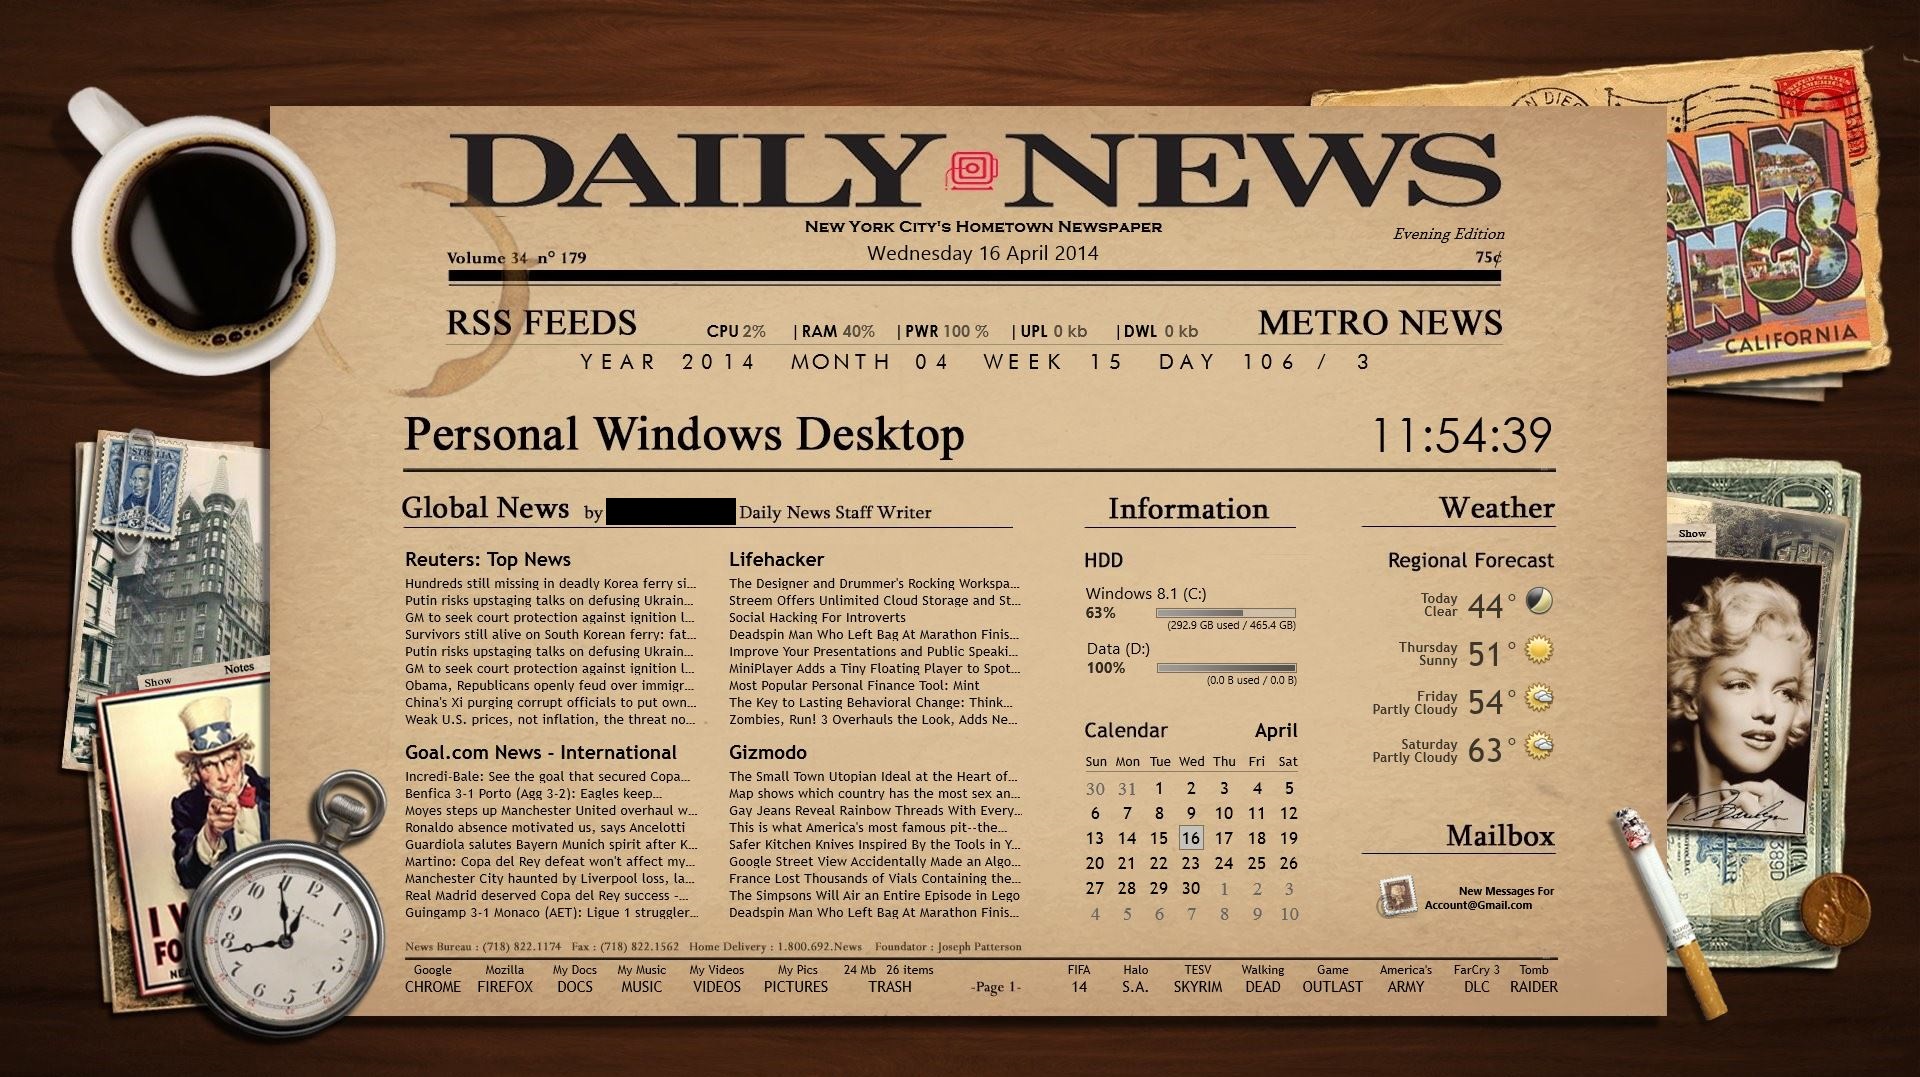 DAILY NEWS
New York City's Hometown Newspaper
Evening Edition
Volume 34 n° 179
Wednesday 16 April 2014
75¢
RSS FEEDS
CPU 2% | RAM 40% | PWR 100 % | UPL 0 kb | DWL 0 kb
METRO NEWS
YEAR 2014 MONTH 04 WEEK 15 DAY 106 / 3
Personal Windows Desktop
11:54:39
Global News by Daily News Staff Writer
Reuters: Top News
Hundreds still missing in deadly Korea ferry si...
Putin risks upstaging talks on defusing Ukrain...
GM to seek court protection against ignition l...
Survivors still alive on South Korean ferry: fat...
Putin risks upstaging talks on defusing Ukrain...
GM to seek court protection against ignition l...
Obama, Republicans openly feud over immigr...
China's Xi purging corrupt officials to put own...
Weak U.S. prices, not inflation, the threat no...
Lifehacker
The Designer and Drummer's Rocking Workspa...
Streem Offers Unlimited Cloud Storage and St...
Social Hacking For Introverts
Deadspin Man Who Left Bag At Marathon Finis...
Improve Your Presentations and Public Speaki...
MiniPlayer Adds a Tiny Floating Player to Spot...
Most Popular Personal Finance Tool: Mint
The Key to Lasting Behavioral Change: Think...
Zombies, Run! 3 Overhauls the Look, Adds Ne...
Goal.com News - International
Incredi-Bale: See the goal that secured Copa...
Benfica 3-1 Porto (Agg 3-2): Eagles keep...
Moyes steps up Manchester United overhaul w...
Ronaldo absence motivated us, says Ancelotti
Guardiola salutes Bayern Munich spirit after K...
Martino: Copa del Rey defeat won't affect my...
Manchester City haunted by Liverpool loss, la...
Real Madrid deserved Copa del Rey success -...
Guingamp 3-1 Monaco (AET): Ligue 1 struggler...
Gizmodo
The Small Town Utopian Ideal at the Heart of...
Map shows which country has the most sex an...
Gay Jeans Reveal Rainbow Threads With Every...
This is what America's most famous pit--the...
Safer Kitchen Knives Inspired By the Tools in Y...
Google Street View Accidentally Made an Algo...
France Lost Thousands of Vials Containing the...
The Simpsons Will Air an Entire Episode in Lego
Deadspin Man Who Left Bag At Marathon Finis...
Information
HDD
Windows 8.1 (C:)
63%
(292.9 GB used / 465.4 GB)
Data (D:)
100%
(0.0 B used / 0.0 B)
Calendar April
Sun Mon Tue Wed Thu Fri Sat
30 31 1 2 3 4 5
6 7 8 9 10 11 12
13 14 15 16 17 18 19
20 21 22 23 24 25 26
27 28 29 30 1 2 3
4 5 6 7 8 9 10
Weather
Regional Forecast
Today
Clear
44°
Thursday
Sunny
51°
Friday
Partly Cloudy
54°
Saturday
Partly Cloudy
63°
Mailbox
New Messages For
Account@Gmail.com
News Bureau : (718) 822.1174 Fax : (718) 822.1562 Home Delivery : 1.800.692.News Foundator : Joseph Patterson
Google Mozilla My Docs My Music My Videos My Pics 24 Mb 26 items FIFA Halo TESV Walking Game America's FarCry 3 Tomb
CHROME FIREFOX DOCS MUSIC VIDEOS PICTURES TRASH -Page 1- 14 S.A. SKYRIM DEAD OUTLAST ARMY DLC RAIDER
Show Notes
I W
FO
NEA
12
11
10
9
8
7
6
5
4
3
2
1
CALIFORNIA
Show